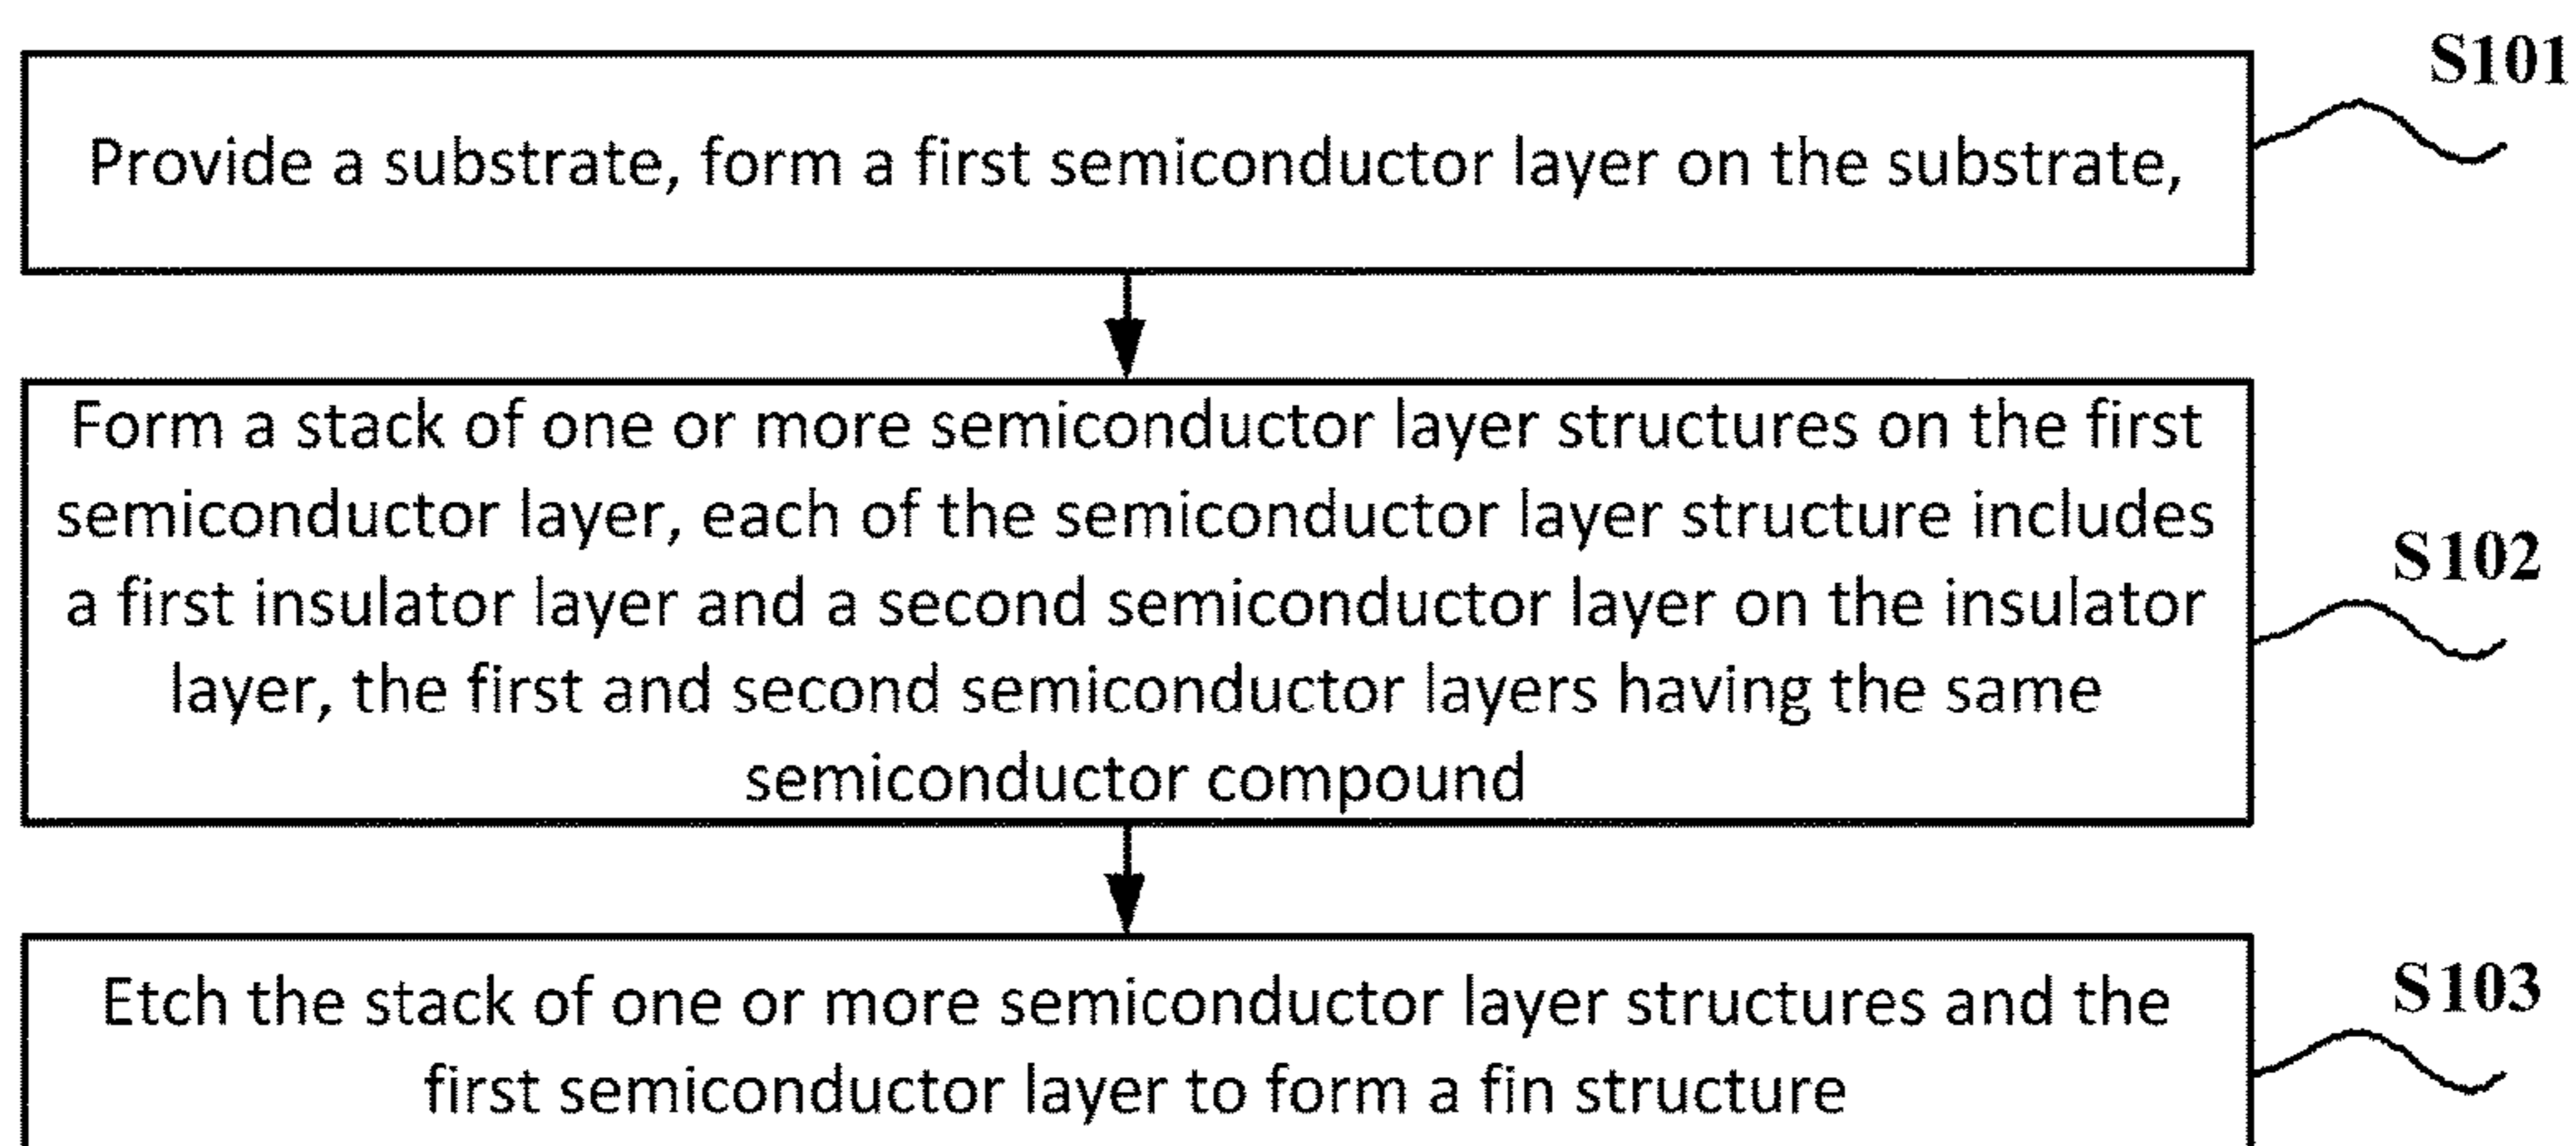 S101
Provide a substrate, form a first semiconductor layer on the substrate,
Form a stack of one or more semiconductor layer structures on the first
semiconductor layer, each of the semiconductor layer structure includes
a first insulator layer and a second semiconductor layer on the insulator
layer, the first and second semiconductor layers having the same
semiconductor compound
S102
Etch the stack of one or more semiconductor layer structures and the
first semiconductor layer to form a fin structure
S103